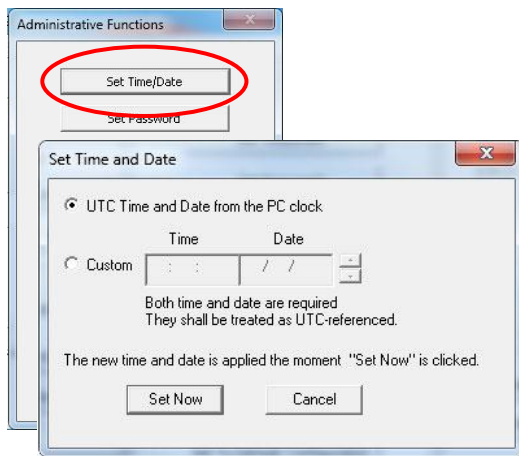 Administrative Functions
Set Time/Date
Set Password
Set Time and Date
UTC Time and Date from the PC clock
Time Date
Custom : : / /
Both time and date are required
They shall be treated as UTC-referenced.
The new time and date is applied the moment "Set Now" is clicked.
Set Now Cancel